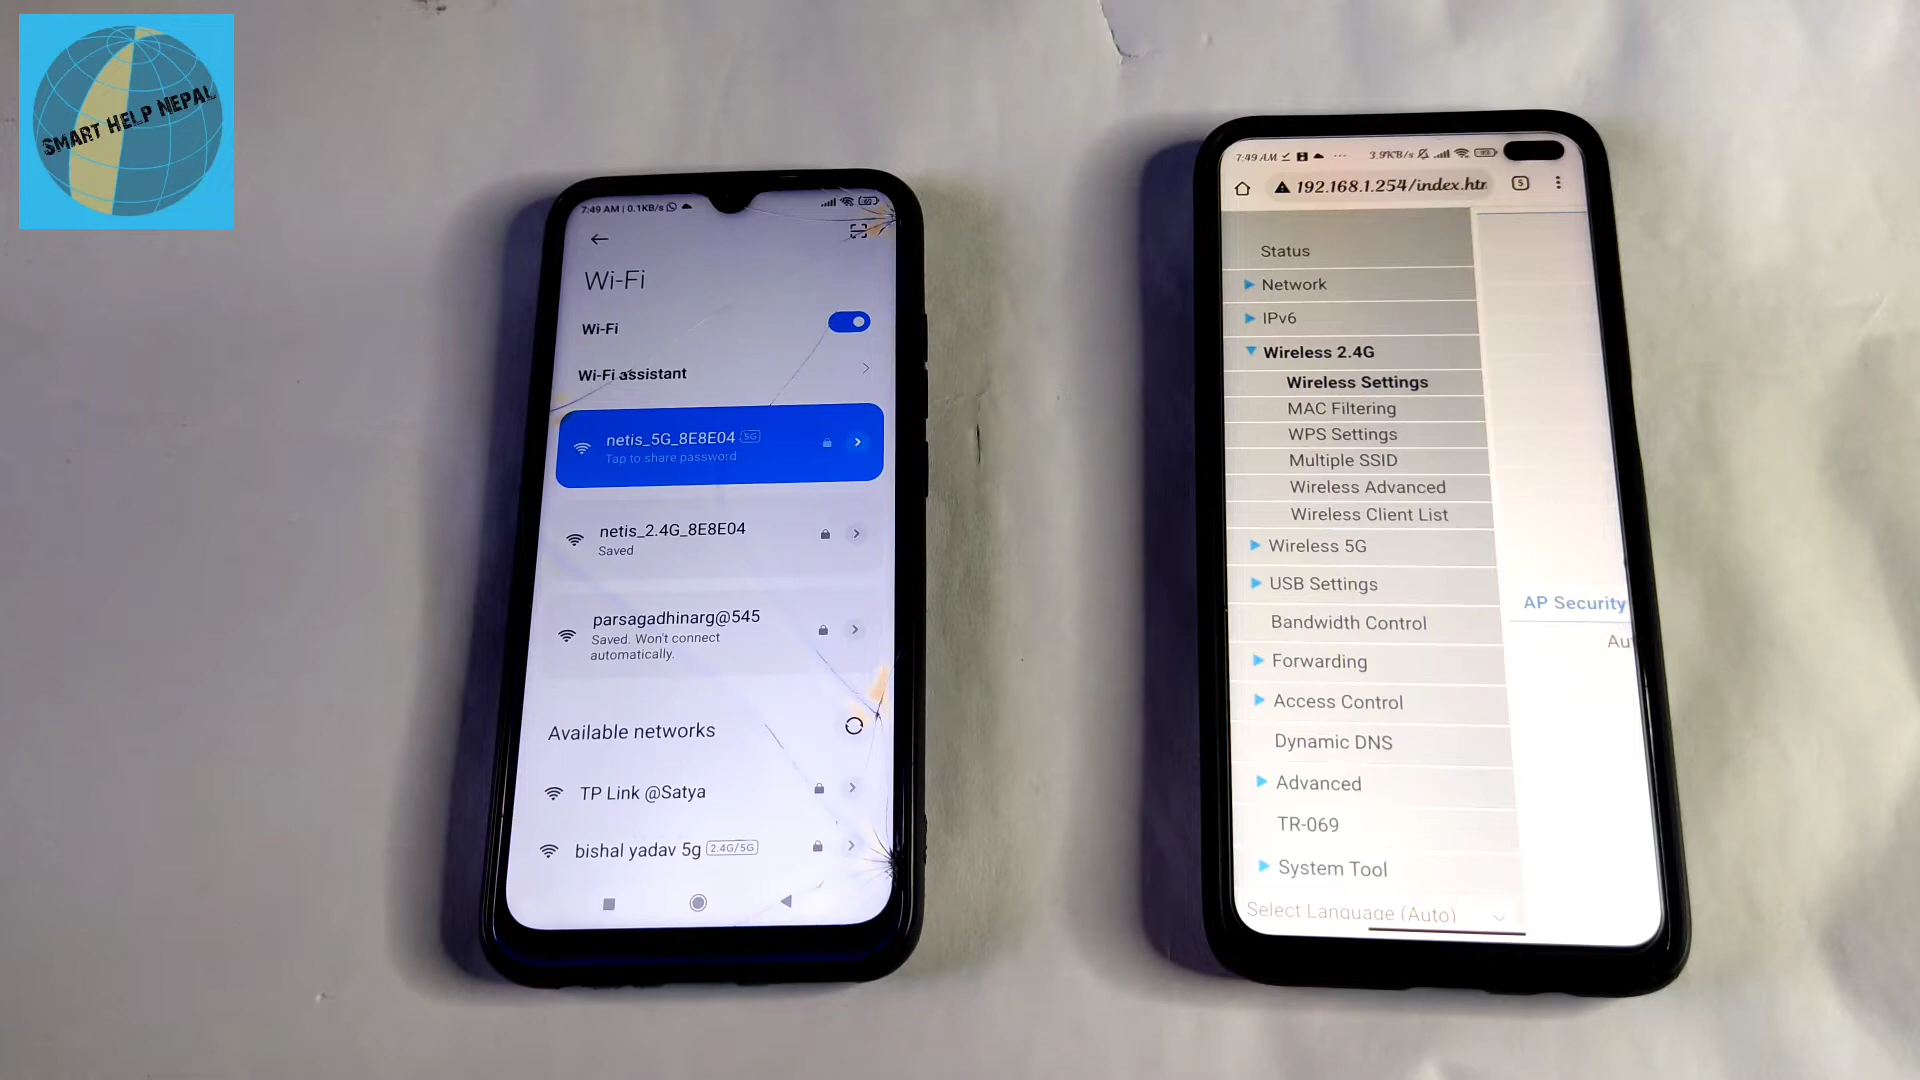 SMART HELP NEPAL
7:49 AM | 0.1KB/s
Wi-Fi
Wi-Fi
Wi-Fi assistant
netis_5G_8E8E04 5G
Tap to share password
netis_2.4G_8E8E04
Saved
parsagadhinarg@545
Saved. Won't connect
automatically.
Available networks
TP Link @Satya
bishal yadav 5g 2.4G/5G
7:49 AM ... 3.9KB/s
192.168.1.254/index.htr
5
Status
Network
IPv6
Wireless 2.4G
Wireless Settings
MAC Filtering
WPS Settings
Multiple SSID
Wireless Advanced
Wireless Client List
Wireless 5G
USB Settings
Bandwidth Control
Forwarding
Access Control
Dynamic DNS
Advanced
TR-069
System Tool
Select Language (Auto)
AP Security
Au